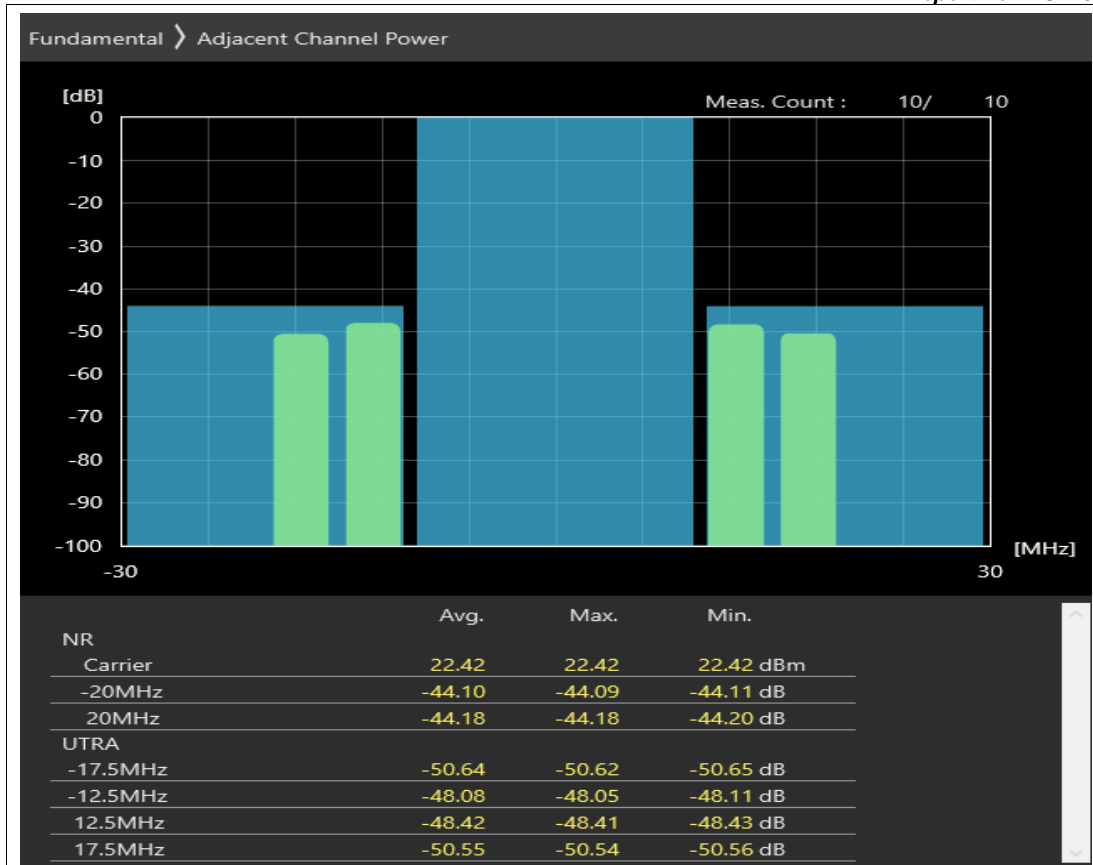 Fundamental ❯ Adjacent Channel Power
[dB]
Meas. Count : 10/ 10
0
-10
-20
-30
-40
-50
-60
-70
-80
-90
-100
[MHz]
-30 30
Avg. Max. Min.
NR
Carrier 22.42 22.42 22.42 dBm
-20MHz -44.10 -44.09 -44.11 dB
20MHz -44.18 -44.18 -44.20 dB
UTRA
-17.5MHz -50.64 -50.62 -50.65 dB
-12.5MHz -48.08 -48.05 -48.11 dB
12.5MHz -48.42 -48.41 -48.43 dB
17.5MHz -50.55 -50.54 -50.56 dB